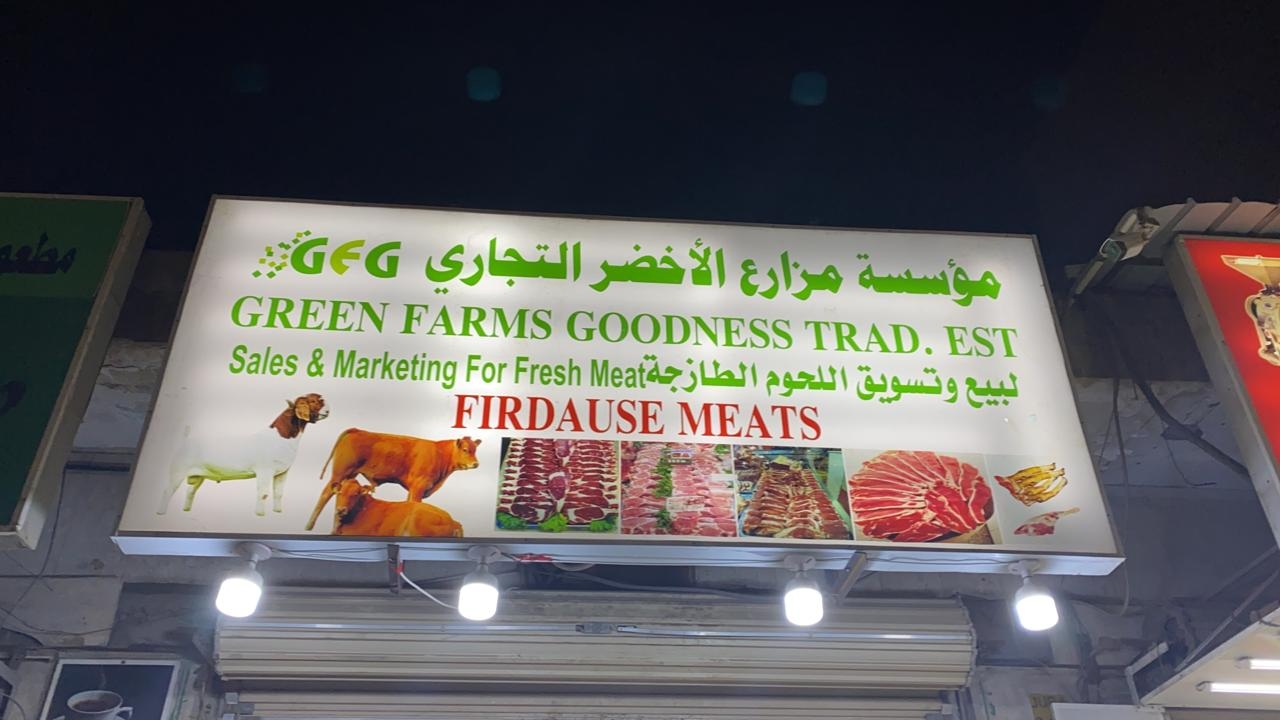 GFG مؤسسة مزارع الأخضر التجاري
GREEN FARMS GOODNESS TRAD. EST
Sales & Marketing For Fresh Meat لبيع وتسويق اللحوم الطازجة
FIRDAUSE MEATS